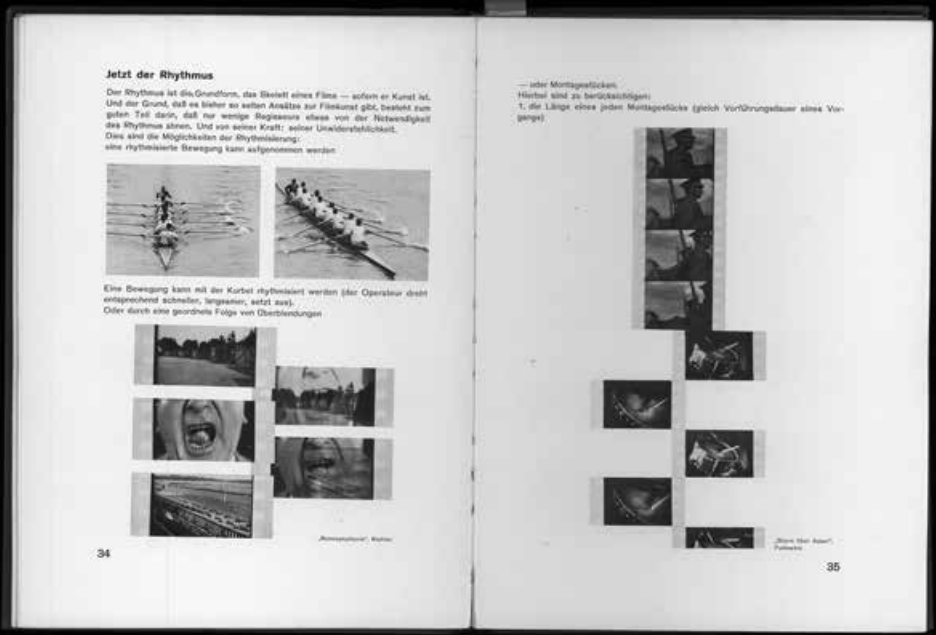 Jetzt der Rhythmus
Der Rhythmus ist die Grundform, das Skelett eines Films — sofern er Kunst ist.
Und der Grund, daß es bisher so selten Ansätze zur Filmkunst gibt, besteht zum
guten Teil darin, daß nur wenige Regisseure etwas von der Notwendigkeit
des Rhythmus ahnen. Und von seiner Kraft: seiner Unwiderstehlichkeit.
Dies sind die Möglichkeiten der Rhythmisierung:
eine rhythmisierte Bewegung kann aufgenommen werden
Eine Bewegung kann mit der Kurbel rhythmisiert werden (der Operateur dreht
entsprechend schneller, langsamer, setzt aus).
Oder durch eine geordnete Folge von Überblendungen
34
— oder Montagestücken.
Hierbei sind zu berücksichtigen:
1. die Länge eines jeden Montagestücks (gleich Vorführungsdauer eines Vor-
gangs)
„Sturm über Asien",
Pudowkin
35